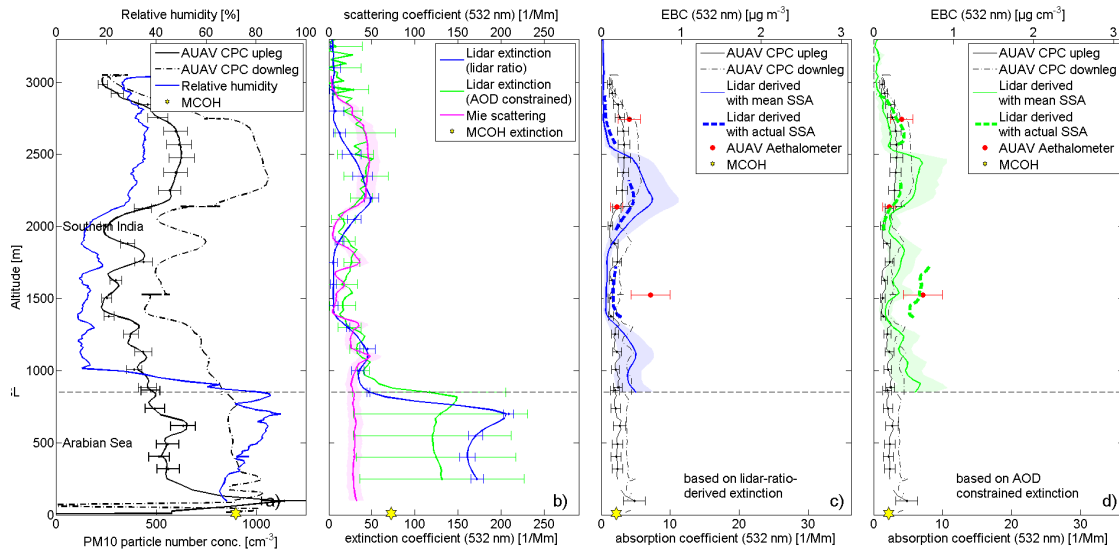 Relative humidity [%]
0 20 40 60 80 100
AUAV CPC upleg
AUAV CPC downleg
Relative humidity
MCOH
3000
2500
2000
1500
1000
500
0
Altitude [m]
Southern India
Arabian Sea
a)
0 500 1000
PM10 particle number conc. [cm-3]
scattering coefficient (532 nm) [1/Mm]
0 50 100 150 200 250
Lidar extinction
(lidar ratio)
Lidar extinction
(AOD constrained)
Mie scattering
MCOH extinction
b)
0 50 100 150 200 250
extinction coefficient (532 nm) [1/Mm]
EBC (532 nm) [µg m-3]
0 1 2 3
AUAV CPC upleg
AUAV CPC downleg
Lidar derived
with mean SSA
Lidar derived
with actual SSA
AUAV Aethalometer
MCOH
based on lidar-ratio-
derived extinction
c)
0 10 20 30
absorption coefficient (532 nm) [1/Mm]
EBC (532 nm) [µg cm-3]
0 1 2 3
AUAV CPC upleg
AUAV CPC downleg
Lidar derived
with mean SSA
Lidar derived
with actual SSA
AUAV Aethalometer
MCOH
based on AOD
constrained extinction
d)
0 10 20 30
absorption coefficient (532 nm) [1/Mm]